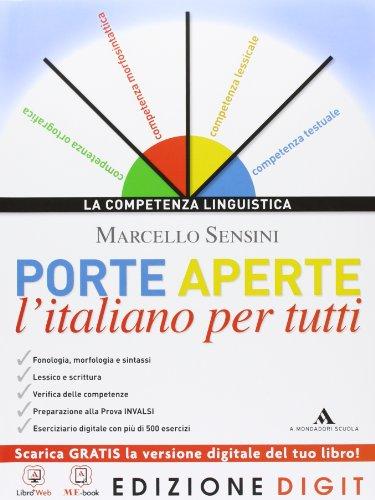 competenza ortografica
competenza morfosintattica
competenza lessicale
competenza testuale
LA COMPETENZA LINGUISTICA
MARCELLO SENSINI
PORTE APERTE
l'italiano per tutti
Fonologia, morfologia e sintassi
Lessico e scrittura
Verifica delle competenze
Preparazione alla Prova INVALSI
Eserciziario digitale con più di 500 esercizi
A. MONDADORI SCUOLA
Scarica GRATIS la versione digitale del tuo libro!
LIBRO+WEB ME•book EDIZIONE DIGIT